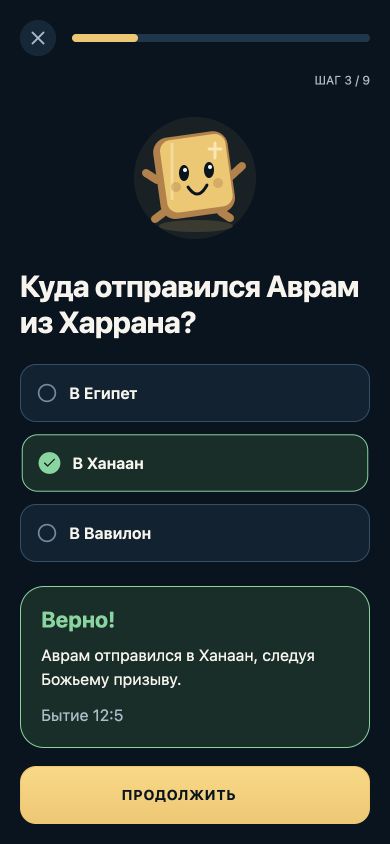 ШАГ 3 / 9
Куда отправился Аврам
из Харрана?
В Египет
В Ханаан
В Вавилон
Верно!
Аврам отправился в Ханаан, следуя
Божьему призыву.
Бытие 12:5
ПРОДОЛЖИТЬ